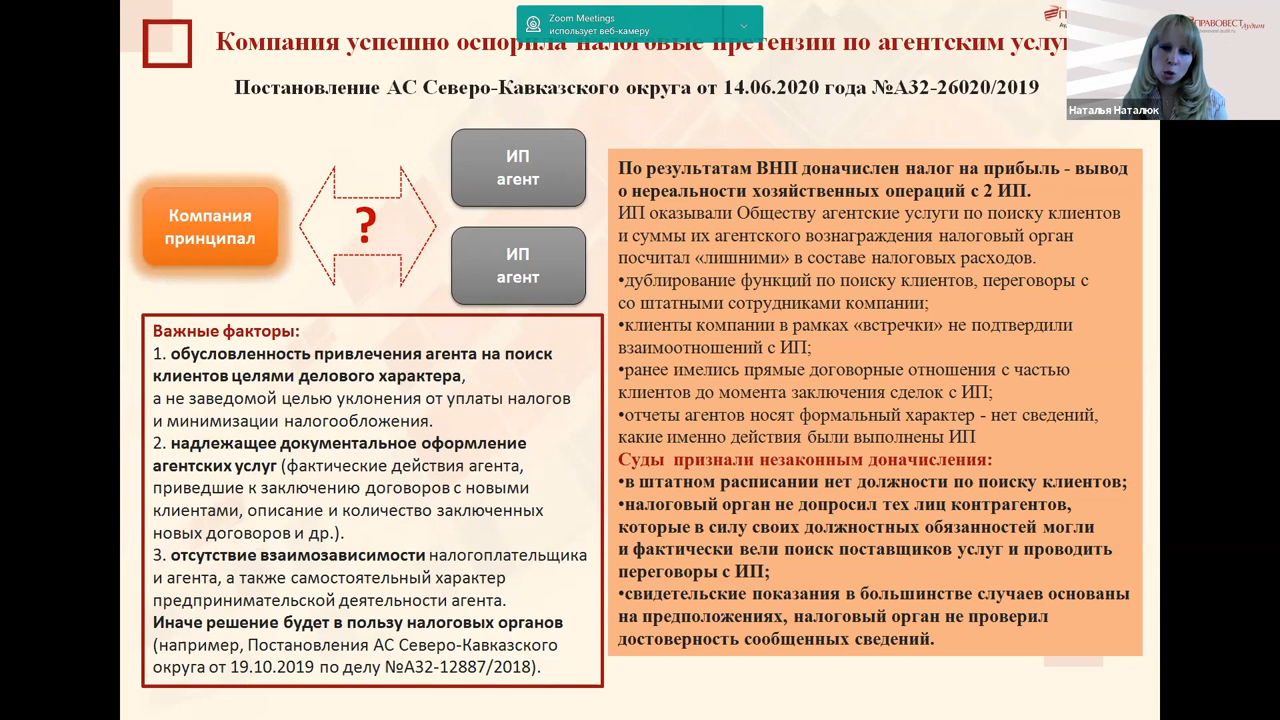 Zoom Meetings
использует веб-камеру
Компания успешно оспорила налоговые претензии по агентским услу
Постановление АС Северо-Кавказского округа от 14.06.2020 года №А32-26020/2019
ПРАВОВЕСТ Аудит
Наталья Наталюк
ИП
агент
Компания
принципал
?
ИП
агент
Важные факторы:
1. обусловленность привлечения агента на поиск
клиентов целями делового характера,
а не заведомой целью уклонения от уплаты налогов
и минимизации налогообложения.
2. надлежащее документальное оформление
агентских услуг (фактические действия агента,
приведшие к заключению договоров с новыми
клиентами, описание и количество заключенных
новых договоров и др.).
3. отсутствие взаимозависимости налогоплательщика
и агента, а также самостоятельный характер
предпринимательской деятельности агента.
Иначе решение будет в пользу налоговых органов
(например, Постановления АС Северо-Кавказского
округа от 19.10.2019 по делу №А32-12887/2018).
По результатам ВНП доначислен налог на прибыль - вывод
о нереальности хозяйственных операций с 2 ИП.
ИП оказывали Обществу агентские услуги по поиску клиентов
и суммы их агентского вознаграждения налоговый орган
посчитал «лишними» в составе налоговых расходов.
•дублирование функций по поиску клиентов, переговоры с
со штатными сотрудниками компании;
•клиенты компании в рамках «встречки» не подтвердили
взаимоотношений с ИП;
•ранее имелись прямые договорные отношения с частью
клиентов до момента заключения сделок с ИП;
•отчеты агентов носят формальный характер - нет сведений,
какие именно действия были выполнены ИП
Суды признали незаконным доначисления:
•в штатном расписании нет должности по поиску клиентов;
•налоговый орган не допросил тех лиц контрагентов,
которые в силу своих должностных обязанностей могли
и фактически вели поиск поставщиков услуг и проводить
переговоры с ИП;
•свидетельские показания в большинстве случаев основаны
на предположениях, налоговый орган не проверил
достоверность сообщенных сведений.